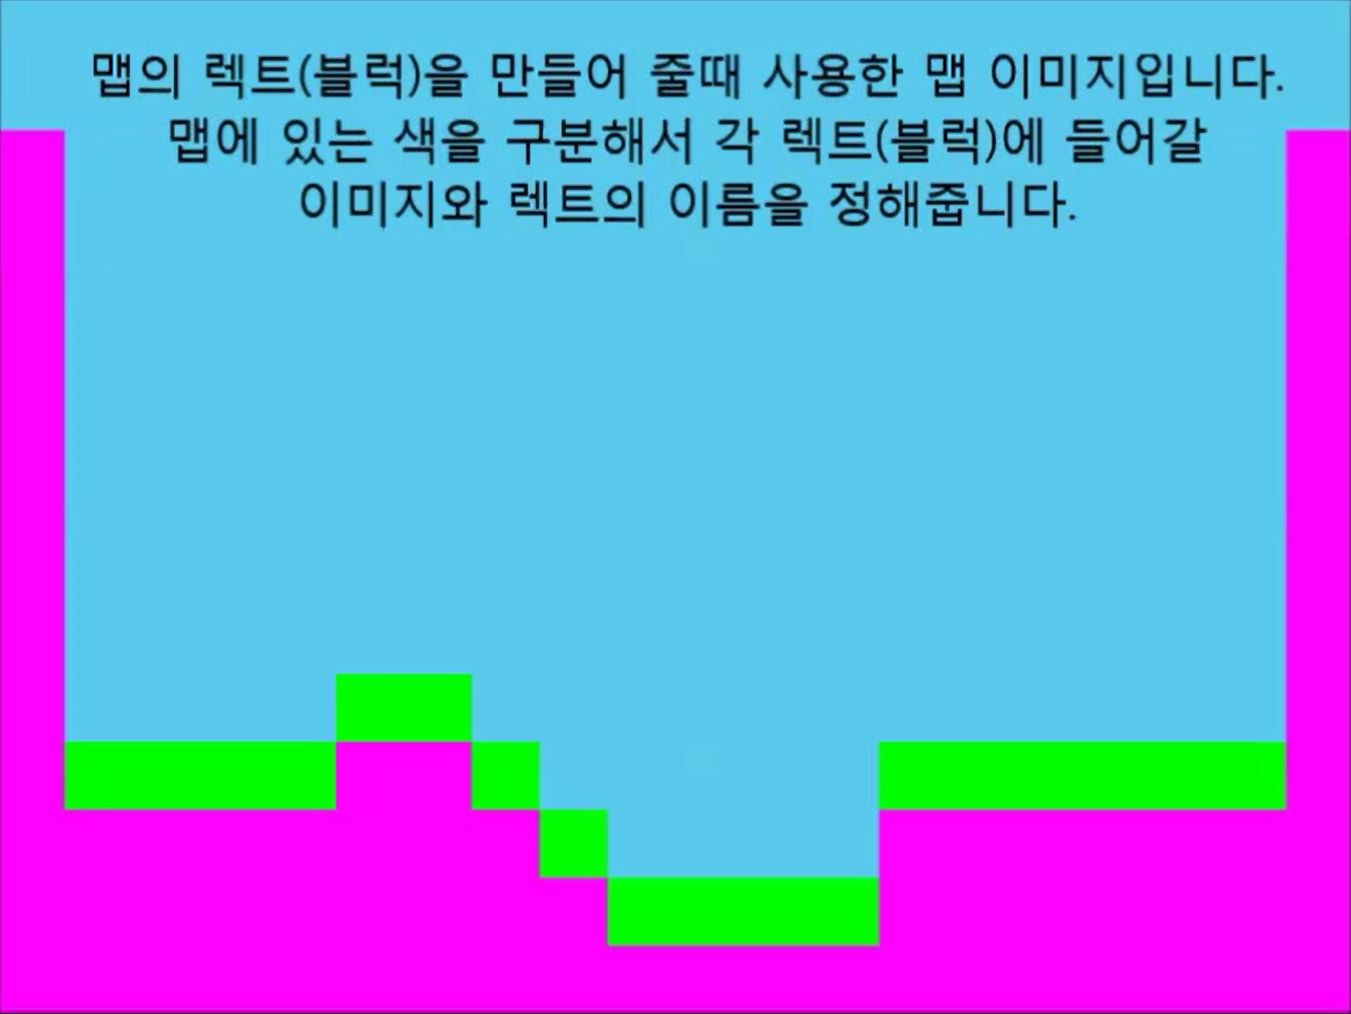 맵의 렉트(블럭)을 만들어 줄때 사용한 맵 이미지입니다.
맵에 있는 색을 구분해서 각 렉트(블럭)에 들어갈
이미지와 렉트의 이름을 정해줍니다.